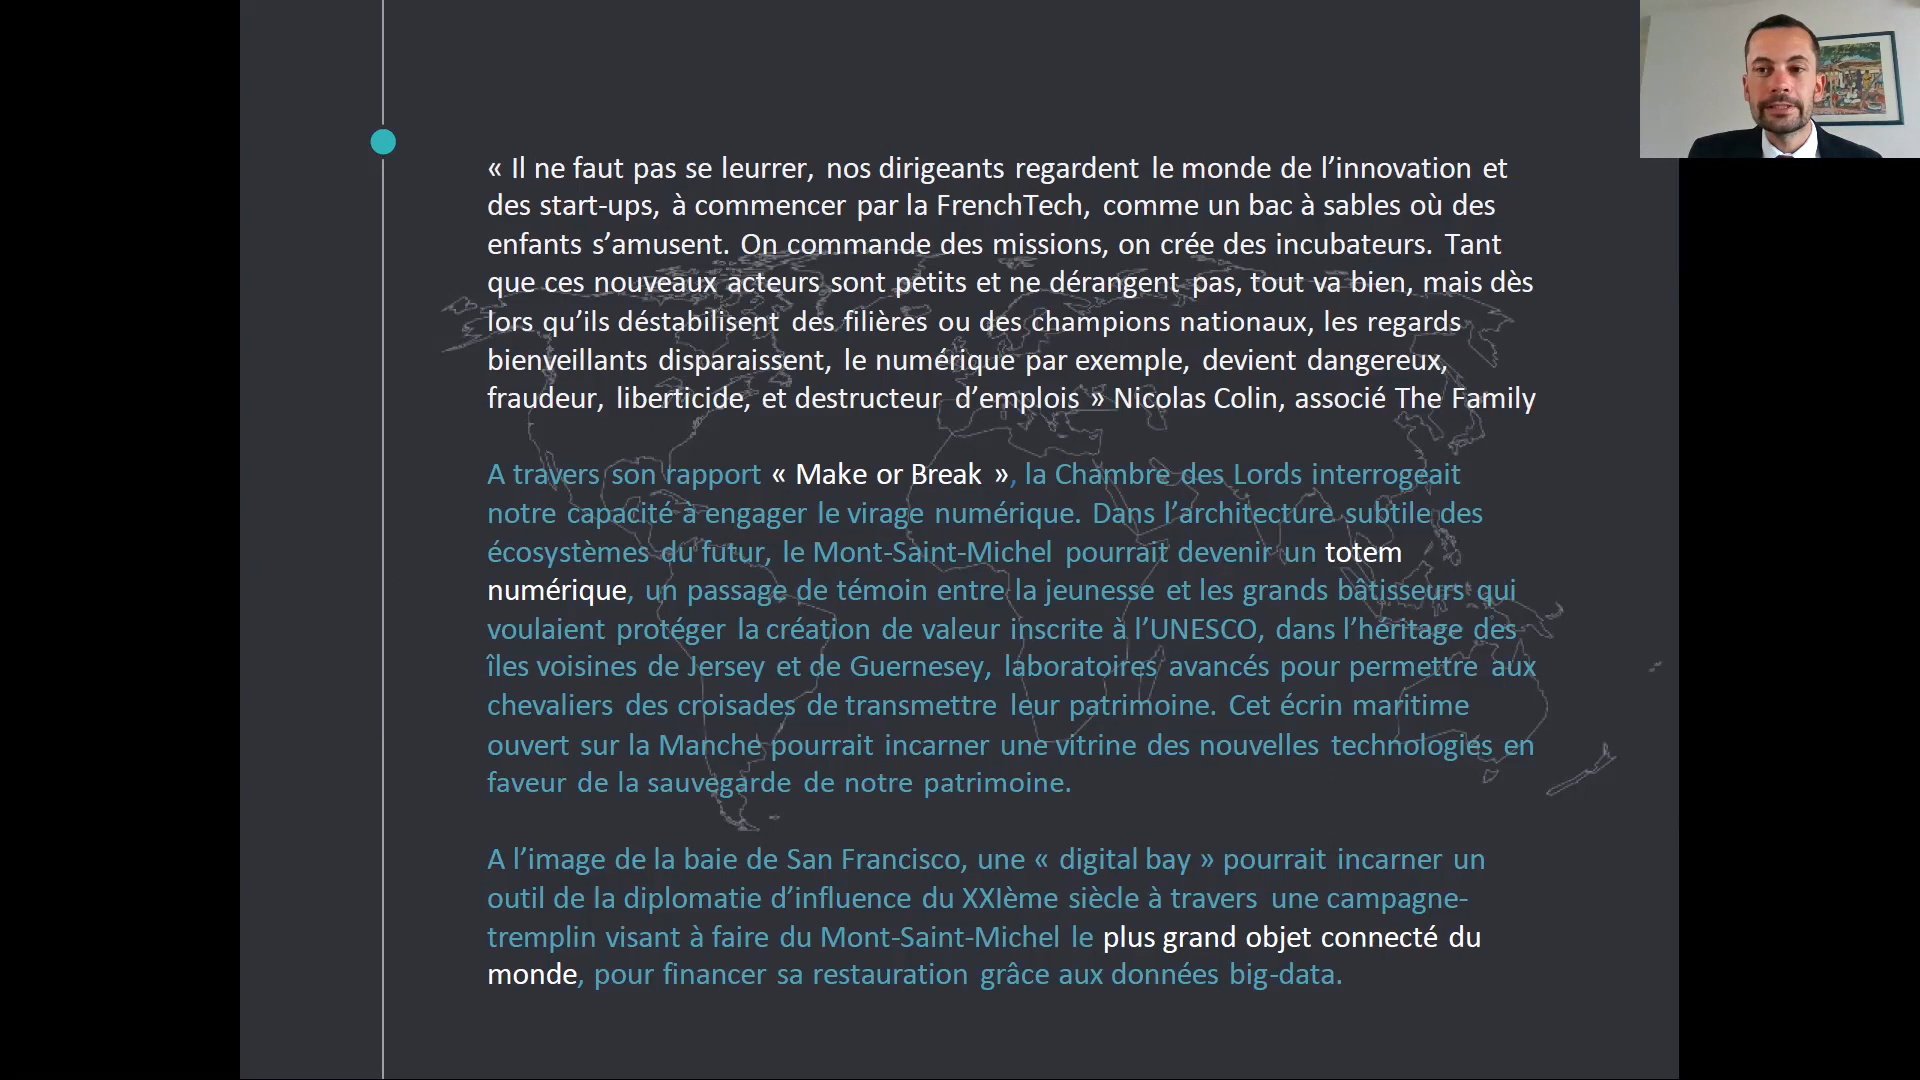 « Il ne faut pas se leurrer, nos dirigeants regardent le monde de l’innovation et
des start-ups, à commencer par la FrenchTech, comme un bac à sables où des
enfants s’amusent. On commande des missions, on crée des incubateurs. Tant
que ces nouveaux acteurs sont petits et ne dérangent pas, tout va bien, mais dès
lors qu’ils déstabilisent des filières ou des champions nationaux, les regards
bienveillants disparaissent, le numérique par exemple, devient dangereux,
fraudeur, liberticide, et destructeur d’emplois » Nicolas Colin, associé The Family
A travers son rapport « Make or Break », la Chambre des Lords interrogeait
notre capacité à engager le virage numérique. Dans l’architecture subtile des
écosystèmes du futur, le Mont-Saint-Michel pourrait devenir un totem
numérique, un passage de témoin entre la jeunesse et les grands bâtisseurs qui
voulaient protéger la création de valeur inscrite à l’UNESCO, dans l’héritage des
îles voisines de Jersey et de Guernesey, laboratoires avancés pour permettre aux
chevaliers des croisades de transmettre leur patrimoine. Cet écrin maritime
ouvert sur la Manche pourrait incarner une vitrine des nouvelles technologies en
faveur de la sauvegarde de notre patrimoine.
A l’image de la baie de San Francisco, une « digital bay » pourrait incarner un
outil de la diplomatie d’influence du XXIème siècle à travers une campagne-
tremplin visant à faire du Mont-Saint-Michel le plus grand objet connecté du
monde, pour financer sa restauration grâce aux données big-data.